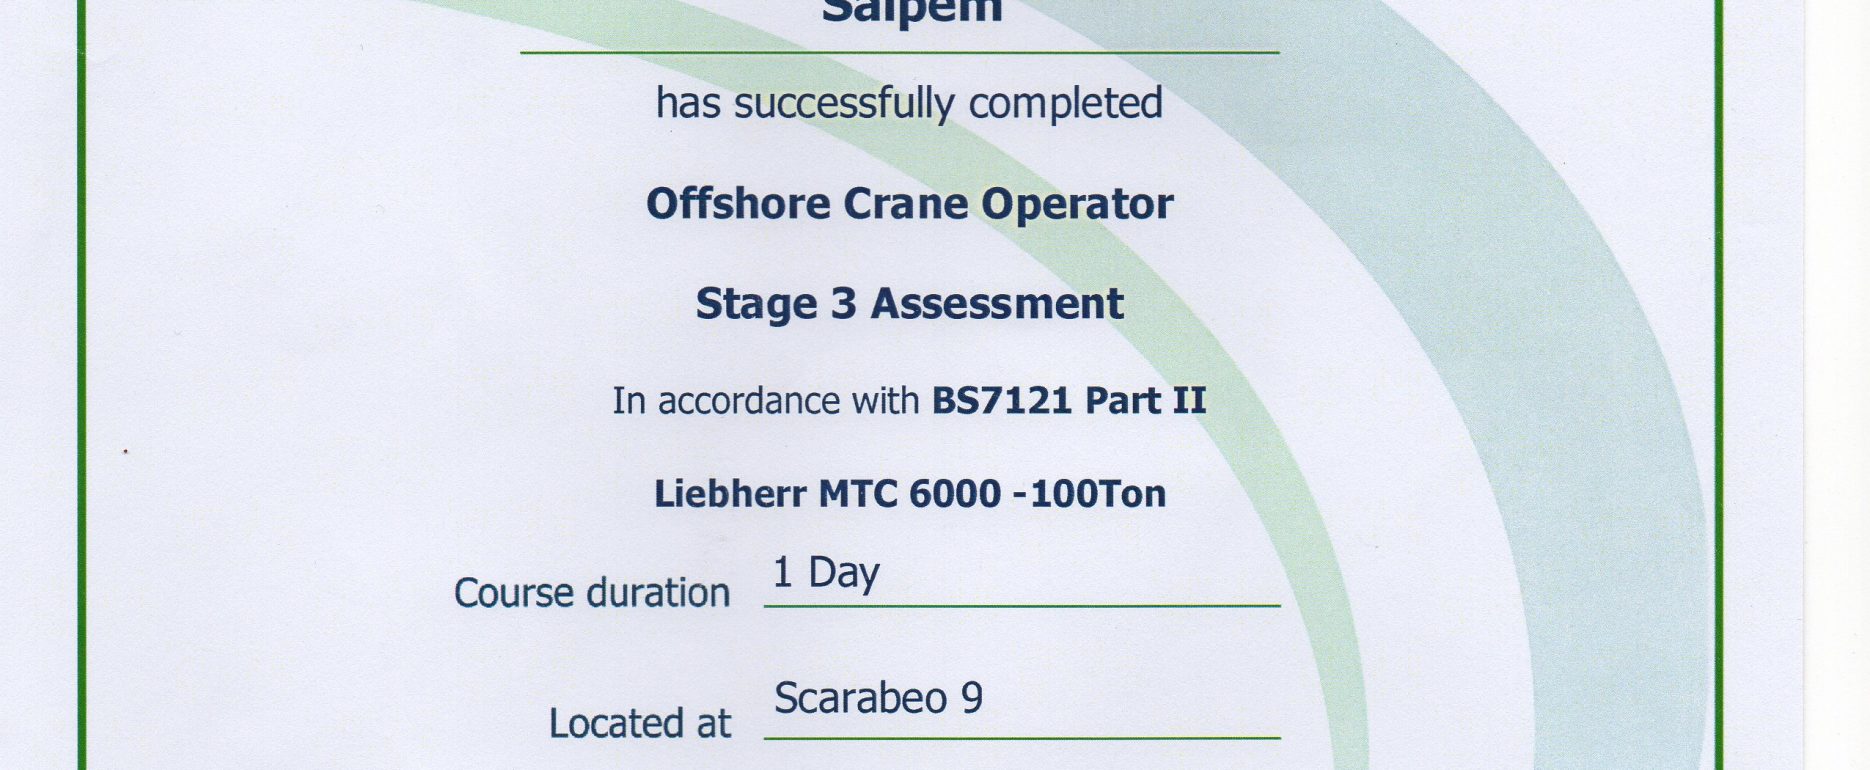 Saipem
has successfully completed
Offshore Crane Operator
Stage 3 Assessment
In accordance with BS7121 Part II
Liebherr MTC 6000 -100Ton
Course duration 1 Day
Located at Scarabeo 9